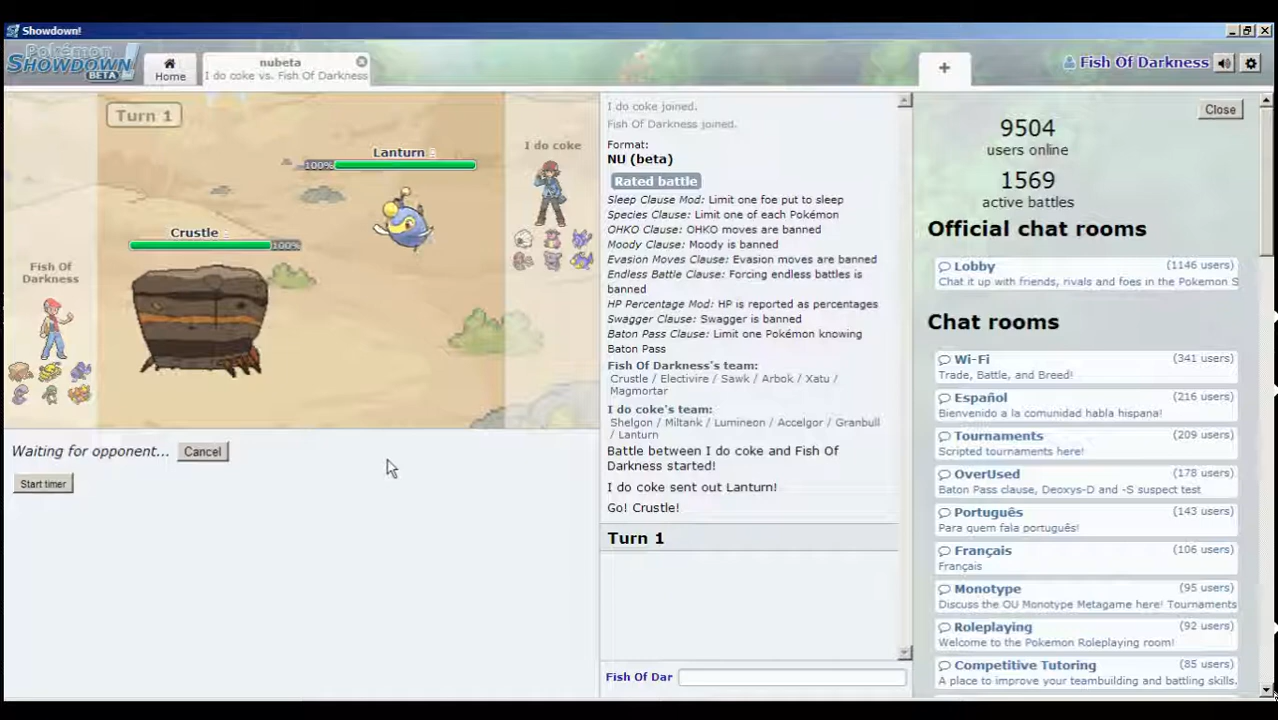 Showdown!
Pokémon
SHOWDOWN!
BETA
Home
nubeta
I do coke vs. Fish Of Darkness
+
Fish Of Darkness
Turn 1
Lanturn
100%
Crustle
100%
I do coke
Fish Of
Darkness
Waiting for opponent...
Cancel
Start timer
I do coke joined.
Fish Of Darkness joined.
Format:
NU (beta)
Rated battle
Sleep Clause Mod: Limit one foe put to sleep
Species Clause: Limit one of each Pokémon
OHKO Clause: OHKO moves are banned
Moody Clause: Moody is banned
Evasion Moves Clause: Evasion moves are banned
Endless Battle Clause: Forcing endless battles is
banned
HP Percentage Mod: HP is reported as percentages
Swagger Clause: Swagger is banned
Baton Pass Clause: Limit one Pokémon knowing
Baton Pass
Fish Of Darkness's team:
Crustle / Electivire / Sawk / Arbok / Xatu /
Magmortar
I do coke's team:
Shelgon / Miltank / Lumineon / Accelgor / Granbull
/ Lanturn
Battle between I do coke and Fish Of
Darkness started!
I do coke sent out Lanturn!
Go! Crustle!
Turn 1
Fish Of Dar
Close
9504
users online
1569
active battles
Official chat rooms
Lobby (1146 users)
Chat it up with friends, rivals and foes in the Pokemon S
Chat rooms
Wi-Fi (341 users)
Trade, Battle, and Breed!
Español (216 users)
Bienvenido a la comunidad habla hispana!
Tournaments (209 users)
Scripted tournaments here!
OverUsed (178 users)
Baton Pass clause, Deoxys-D and -S suspect test
Português (143 users)
Para quem fala português!
Français (106 users)
Français
Monotype (95 users)
Discuss the OU Monotype Metagame here! Tournaments
Roleplaying (92 users)
Welcome to the Pokemon Roleplaying room!
Competitive Tutoring (85 users)
A place to improve your teambuilding and battling skills.